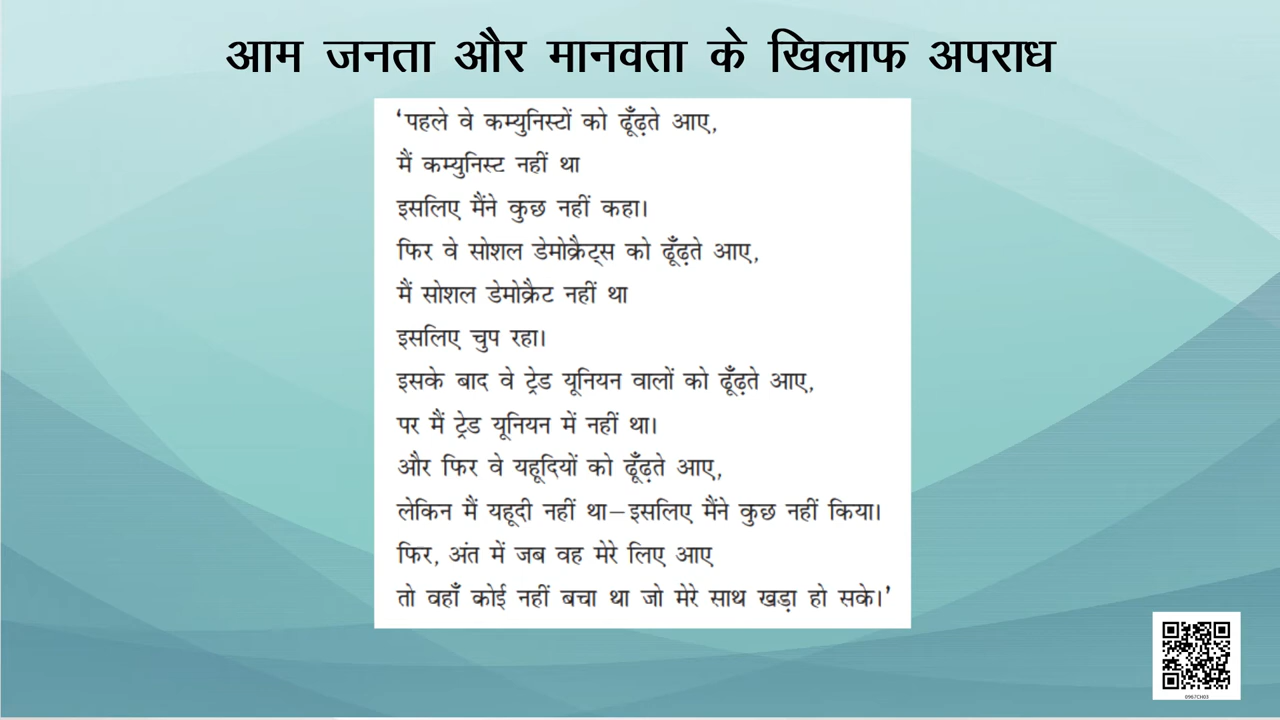 आम जनता और मानवता के खिलाफ अपराध
‘पहले वे कम्युनिस्टों को ढूँढ़ते आए,
मैं कम्युनिस्ट नहीं था
इसलिए मैंने कुछ नहीं कहा।
फिर वे सोशल डेमोक्रैट्स को ढूँढ़ते आए,
मैं सोशल डेमोक्रैट नहीं था
इसलिए चुप रहा।
इसके बाद वे ट्रेड यूनियन वालों को ढूँढ़ते आए,
पर मैं ट्रेड यूनियन में नहीं था।
और फिर वे यहूदियों को ढूँढ़ते आए,
लेकिन मैं यहूदी नहीं था–इसलिए मैंने कुछ नहीं किया।
फिर, अंत में जब वह मेरे लिए आए
तो वहाँ कोई नहीं बचा था जो मेरे साथ खड़ा हो सके।’
0967CH03